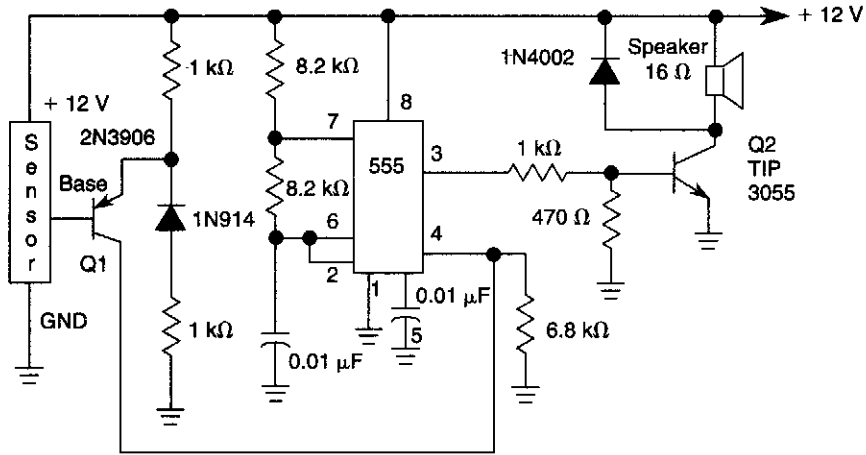 + 12 V
1 kΩ
8.2 kΩ
1N4002
Speaker
16 Ω
+ 12 V
8
2N3906
7
Sensor
555
3
1 kΩ
Q2
TIP
3055
Base
8.2 kΩ
1N914
6
470 Ω
4
Q1
2
1
0.01 µF
GND
5
1 kΩ
6.8 kΩ
0.01 µF